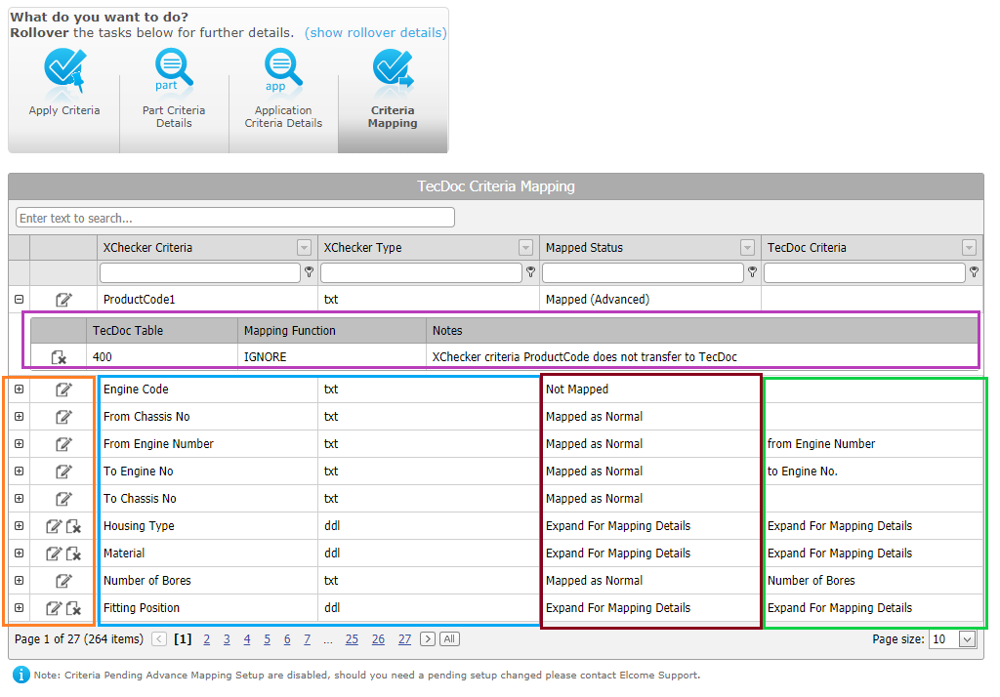 What do you want to do?
Rollover the tasks below for further details. (show rollover details)
part
app
Apply Criteria
Part Criteria Details
Application Criteria Details
Criteria Mapping
TecDoc Criteria Mapping
Enter text to search...
XChecker Criteria XChecker Type Mapped Status TecDoc Criteria
ProductCode1 txt Mapped (Advanced)
TecDoc Table Mapping Function Notes
400 IGNORE XChecker criteria ProductCode does not transfer to TecDoc
Engine Code txt Not Mapped
From Chassis No txt Mapped as Normal
From Engine Number txt Mapped as Normal from Engine Number
To Engine No txt Mapped as Normal to Engine No.
To Chassis No txt Mapped as Normal
Housing Type ddl Expand For Mapping Details Expand For Mapping Details
Material ddl Expand For Mapping Details Expand For Mapping Details
Number of Bores txt Mapped as Normal Number of Bores
Fitting Position ddl Expand For Mapping Details Expand For Mapping Details
Page 1 of 27 (264 items) < [1] 2 3 4 5 6 7 ... 25 26 27 > All Page size: 10
i Note: Criteria Pending Advance Mapping Setup are disabled, should you need a pending setup changed please contact Elcome Support.